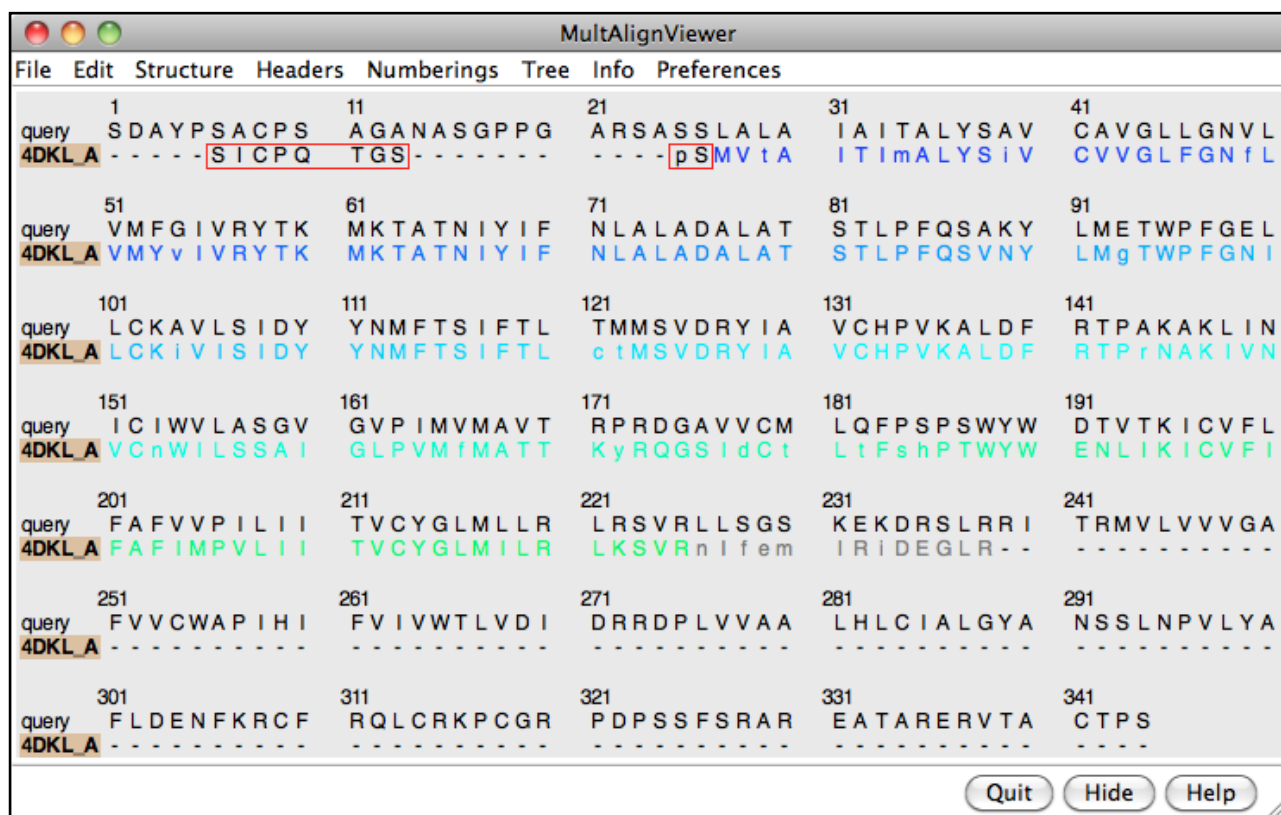 MultAlignViewer
File Edit Structure Headers Numberings Tree Info Preferences
1 11 21 31 41
query SDAYPSACPS AGANASGPPG ARSASSLALA IAITALYSAV CAVGLLGNVL
4DKL_A -----SICPQ TGS------- ----pSMVtA ITImALYSiV CVVGLFGNfL
51 61 71 81 91
query VMFGIVRYTK MKTATNIYIF NLALADALAT STLPFQSAKY LMETWPFGEL
4DKL_A VMYvIVRYTK MKTATNIYIF NLALADALAT STLPFQSVNY LMgTWPFGNI
101 111 121 131 141
query LCKAVLSIDY YNMFTSIFTL TMMSVDRYIA VCHPVKALDF RTPAKAKLIN
4DKL_A LCKiVISIDY YNMFTSIFTL ctMSVDRYIA VCHPVKALDF RTPrNAKIVN
151 161 171 181 191
query ICIWVLASGV GVPIMVMAVT RPRDGAVVCM LQFPSPSWYW DTVTKICVFL
4DKL_A VCnWILSSAI GLPVMfMATT KyRQGSIdCt LtFshPTWYW ENLIKICVFI
201 211 221 231 241
query FAFVVPILII TVCYGLMLLR LRSVRLLSGS KEKDRSLRRI TRMVLVVVGA
4DKL_A FAFIMPVLII TVCYGLMILR LKSVRnIfem IRiDEGLR-- ----------
251 261 271 281 291
query FVVCWAPIHI FVIVWTLVDI DRRDPLVVAA LHLCIALGYA NSSLNPVLYA
4DKL_A ---------- ---------- ---------- ---------- ----------
301 311 321 331 341
query FLDENFKRCF RQLCRKPCGR PDPSSFSRAR EATARERVTA CTPS
4DKL_A ---------- ---------- ---------- ---------- ----
Quit Hide Help